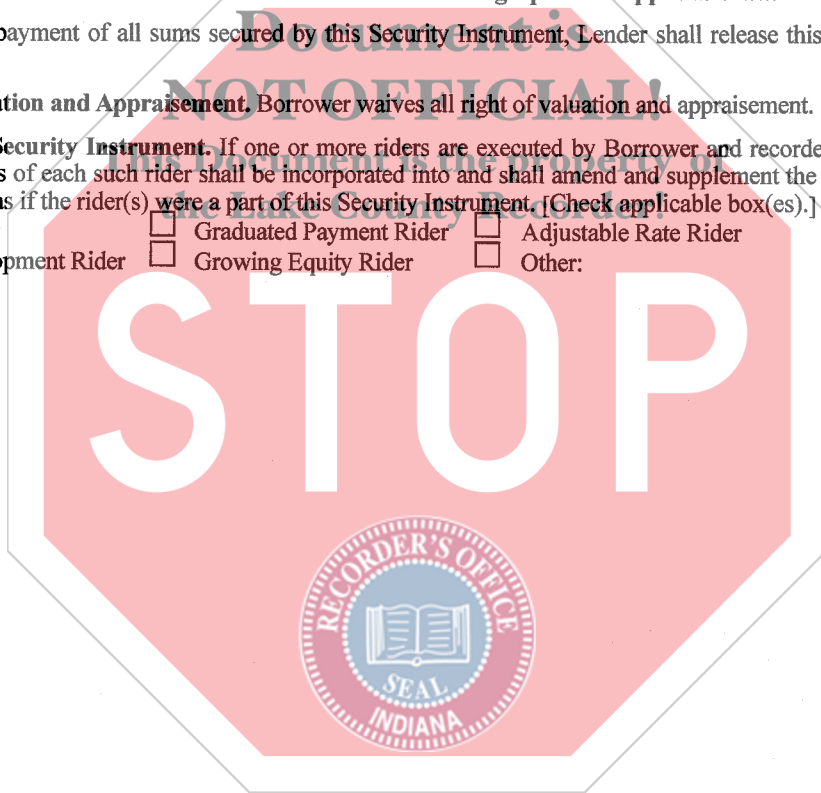 Document is
payment of all sums secured by this Security Instrument, Lender shall release this
NOT OFFICIAL!
tion and Appraisement. Borrower waives all right of valuation and appraisement.
Security Instrument. If one or more riders are executed by Borrower and recorde
This Document is the property of
s of each such rider shall be incorporated into and shall amend and supplement the
the Lake County Recorder!
as if the rider(s) were a part of this Security Instrument. [Check applicable box(es).]
Graduated Payment Rider Adjustable Rate Rider
opment Rider Growing Equity Rider Other:
STOP
RECORDER'S OFFICE
SEAL
INDIANA